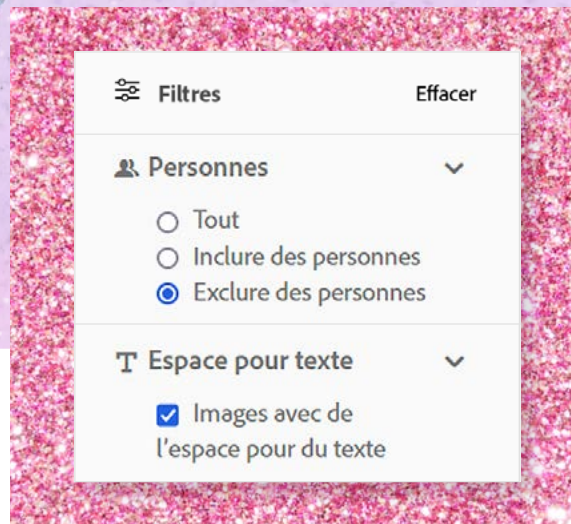 Filtres Effacer
Personnes
Tout
Inclure des personnes
Exclure des personnes
Espace pour texte
Images avec de
l’espace pour du texte